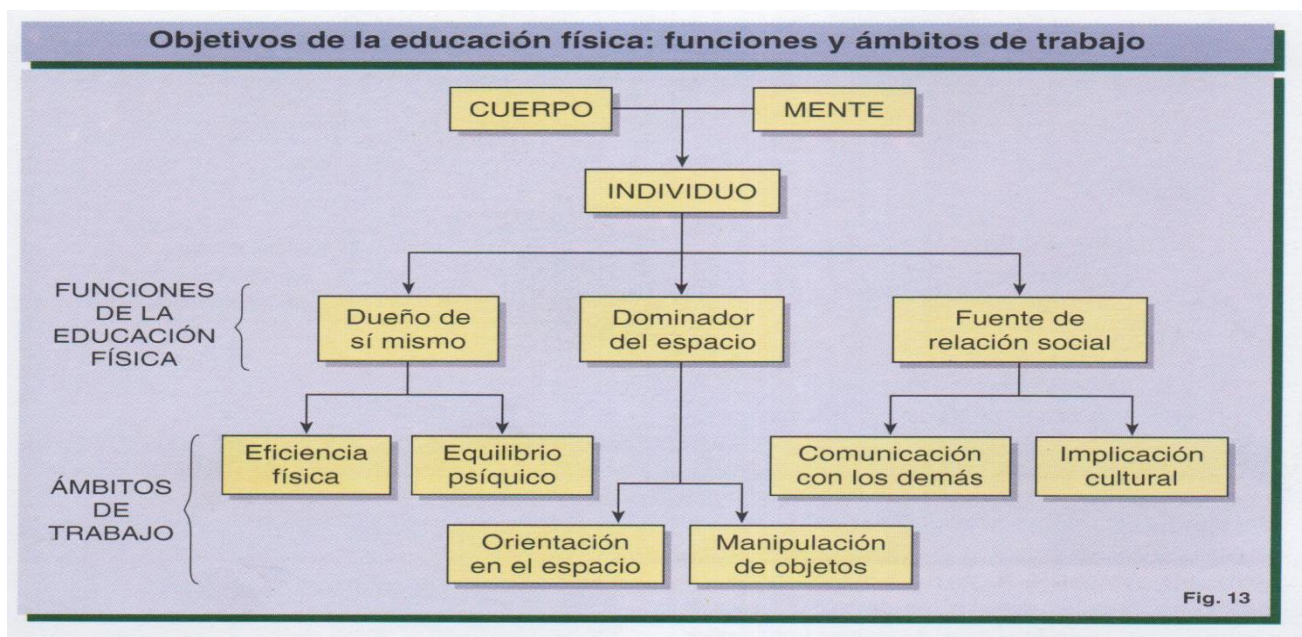 Objetivos de la educación física: funciones y ámbitos de trabajo
CUERPO
MENTE
INDIVIDUO
FUNCIONES
DE LA
EDUCACIÓN
FÍSICA
Dueño de
sí mismo
Dominador
del espacio
Fuente de
relación social
ÁMBITOS
DE
TRABAJO
Eficiencia
física
Equilibrio
psíquico
Comunicación
con los demás
Implicación
cultural
Orientación
en el espacio
Manipulación
de objetos
Fig. 13